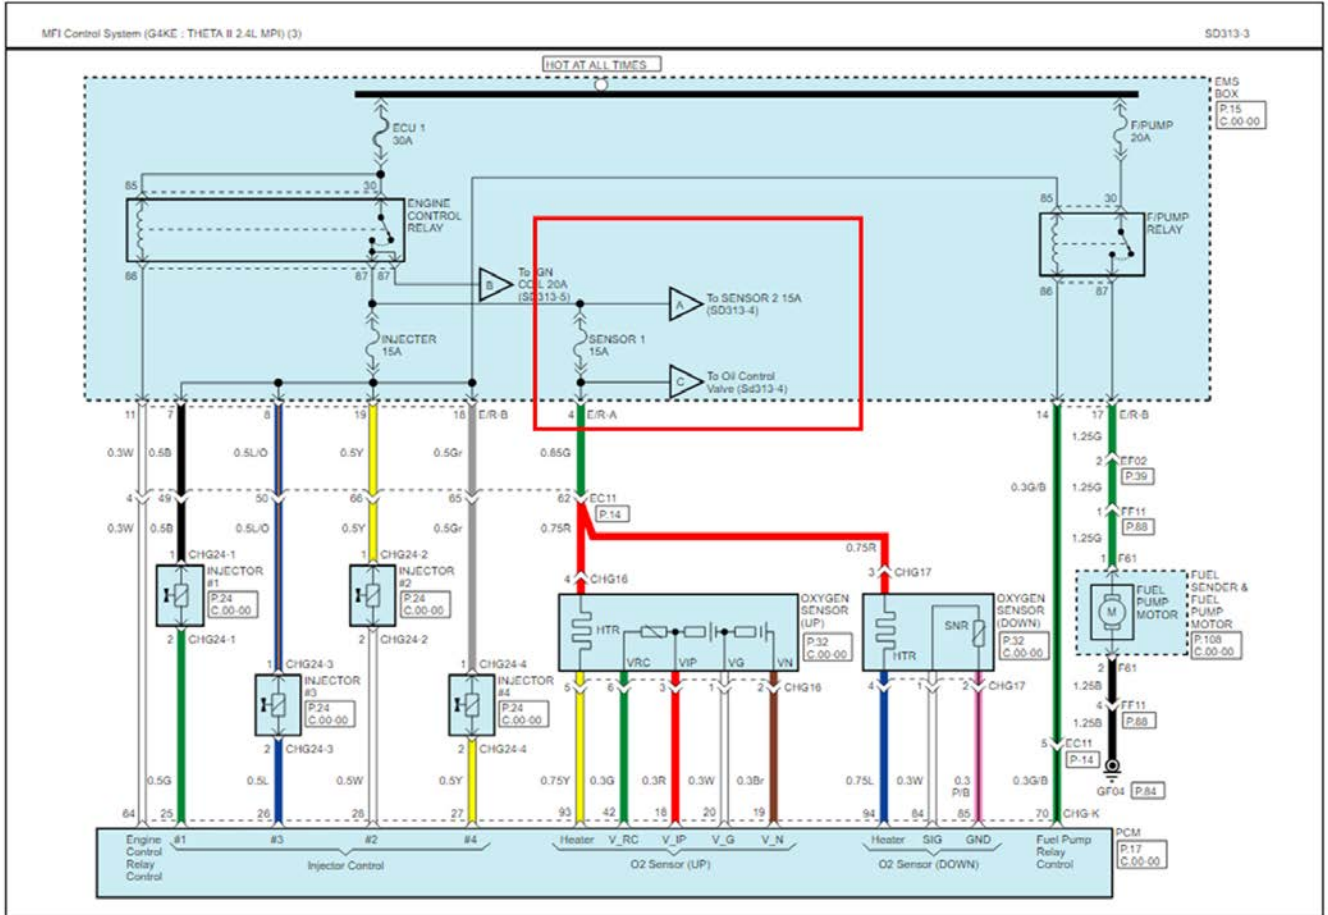 MFI Control System (G4KE : THETA II 2.4L MPI) (3)
SD313-3
HOT AT ALL TIMES
EMS
BOX
P.15
C.00-00
ECU 1
30A
F/PUMP
20A
85
30
ENGINE
CONTROL
RELAY
85
30
F/PUMP
RELAY
86
87
87
B
To IGN
COIL 20A
(SD313-5)
A
To SENSOR 2 15A
(SD313-4)
86
87
INJECTER
15A
SENSOR 1
15A
C
To Oil Control
Valve (Sd313-4)
11
7
8
19
18
E/R-B
4
E/R-A
14
17
E/R-B
0.3W
0.5B
0.5L/O
0.5Y
0.5Gr
0.85G
1.25G
2
EF02
P.39
4
49
50
66
65
62
EC11
P.14
0.3G/B
1.25G
1
FF11
P.88
0.3W
0.5B
0.5L/O
0.5Y
0.5Gr
0.75R
0.75R
1.25G
1
CHG24-1
1
CHG24-2
4
CHG16
3
CHG17
1
F61
INJECTOR
#1
P.24
C.00-00
INJECTOR
#2
P.24
C.00-00
HTR
VRC
VIP
VG
VN
OXYGEN
SENSOR
(UP)
P.32
C.00-00
HTR
SNR
OXYGEN
SENSOR
(DOWN)
P.32
C.00-00
M
FUEL
PUMP
MOTOR
FUEL
SENDER &
FUEL
PUMP
MOTOR
P.108
C.00-00
2
CHG24-1
2
CHG24-2
1
CHG24-3
1
CHG24-4
2
F61
INJECTOR
#3
P.24
C.00-00
INJECTOR
#4
P.24
C.00-00
5
6
3
1
2
CHG16
4
1
2
CHG17
1.25B
4
FF11
P.88
1.25B
2
CHG24-3
2
CHG24-4
5
EC11
P-14
0.5G
0.5L
0.5W
0.5Y
0.75Y
0.3G
0.3R
0.3W
0.3Br
0.75L
0.3W
0.3
P/B
0.3G/B
GF04
P.84
64
25
26
28
27
93
42
18
20
19
94
84
85
70
CHG-K
Engine
Control
Relay
Control
#1
#3
#2
#4
Injector Control
Heater
V_RC
V_IP
V_G
V_N
O2 Sensor (UP)
Heater
SIG
GND
O2 Sensor (DOWN)
Fuel Pump
Relay
Control
PCM
P.17
C.00-00